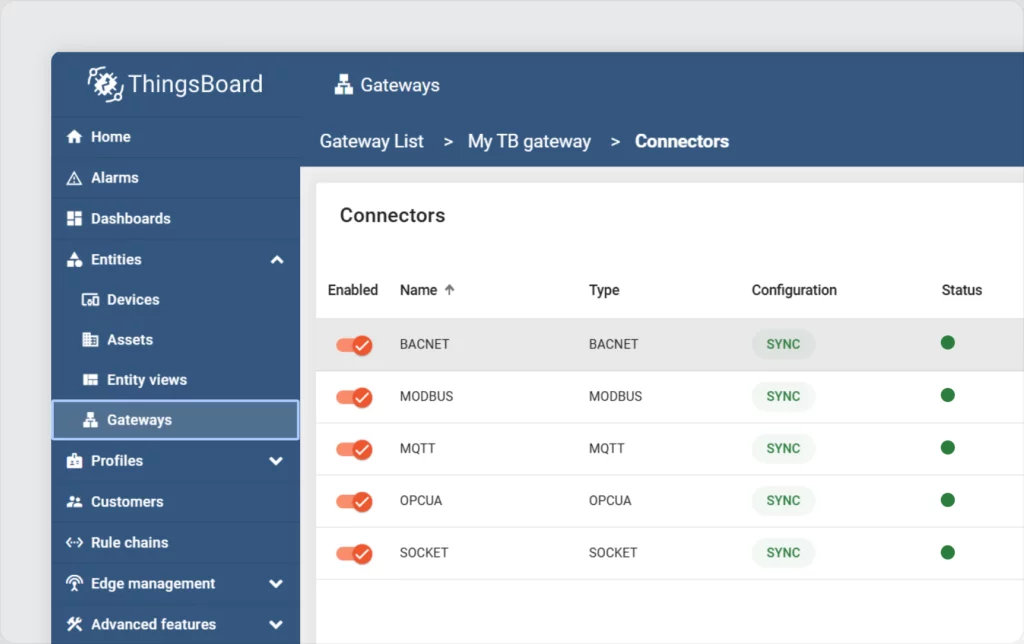 ThingsBoard
Gateways
Gateway List > My TB gateway > Connectors
Home
Alarms
Dashboards
Entities
Devices
Assets
Entity views
Gateways
Profiles
Customers
Rule chains
Edge management
Advanced features
Connectors
Enabled Name ↑ Type Configuration Status
BACNET BACNET SYNC
MODBUS MODBUS SYNC
MQTT MQTT SYNC
OPCUA OPCUA SYNC
SOCKET SOCKET SYNC